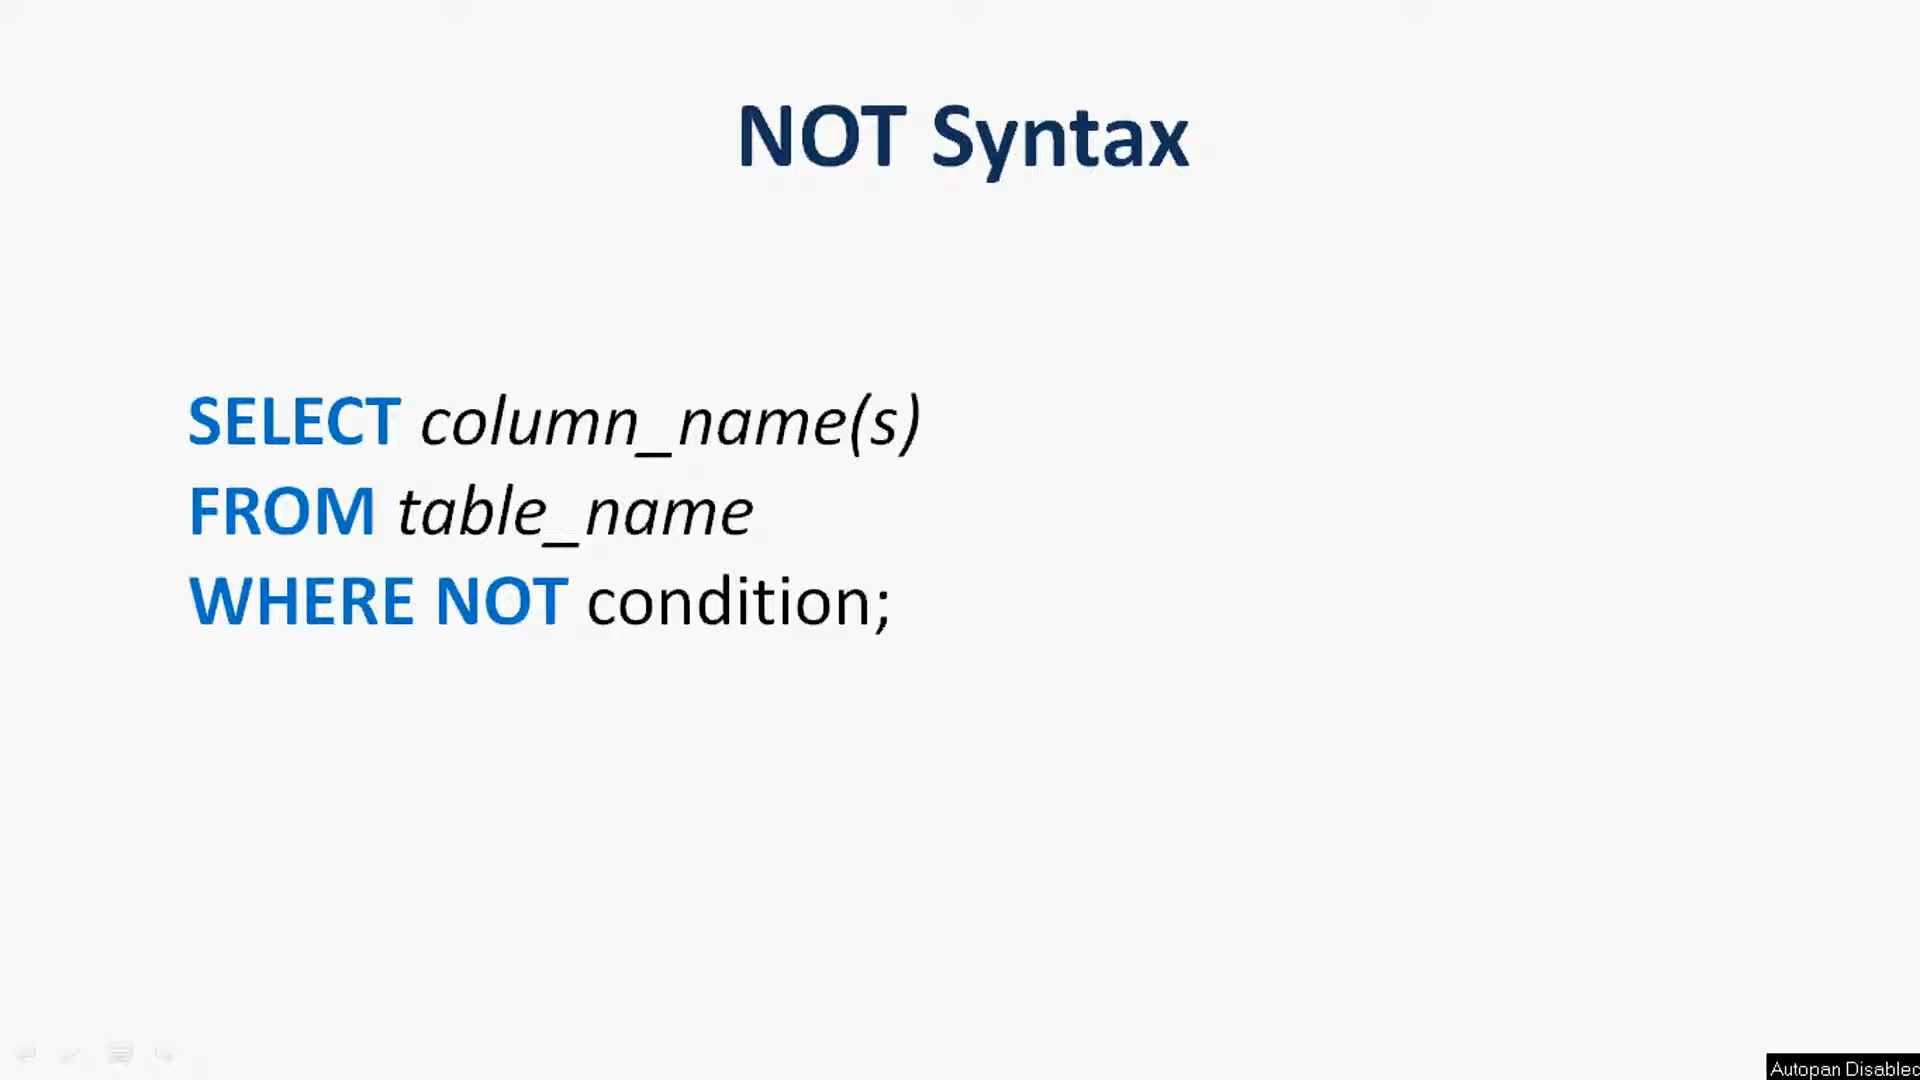 NOT Syntax
SELECT column_name(s)
FROM table_name
WHERE NOT condition;
Autopan Disabled